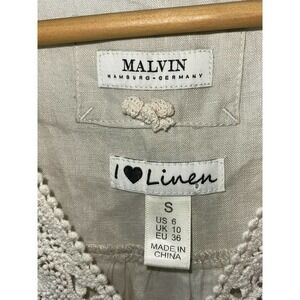 MALVIN
HAMBURG-GERMANY
I ♥ Linen
S
US 6
UK 10
EU 36
MADE IN
CHINA